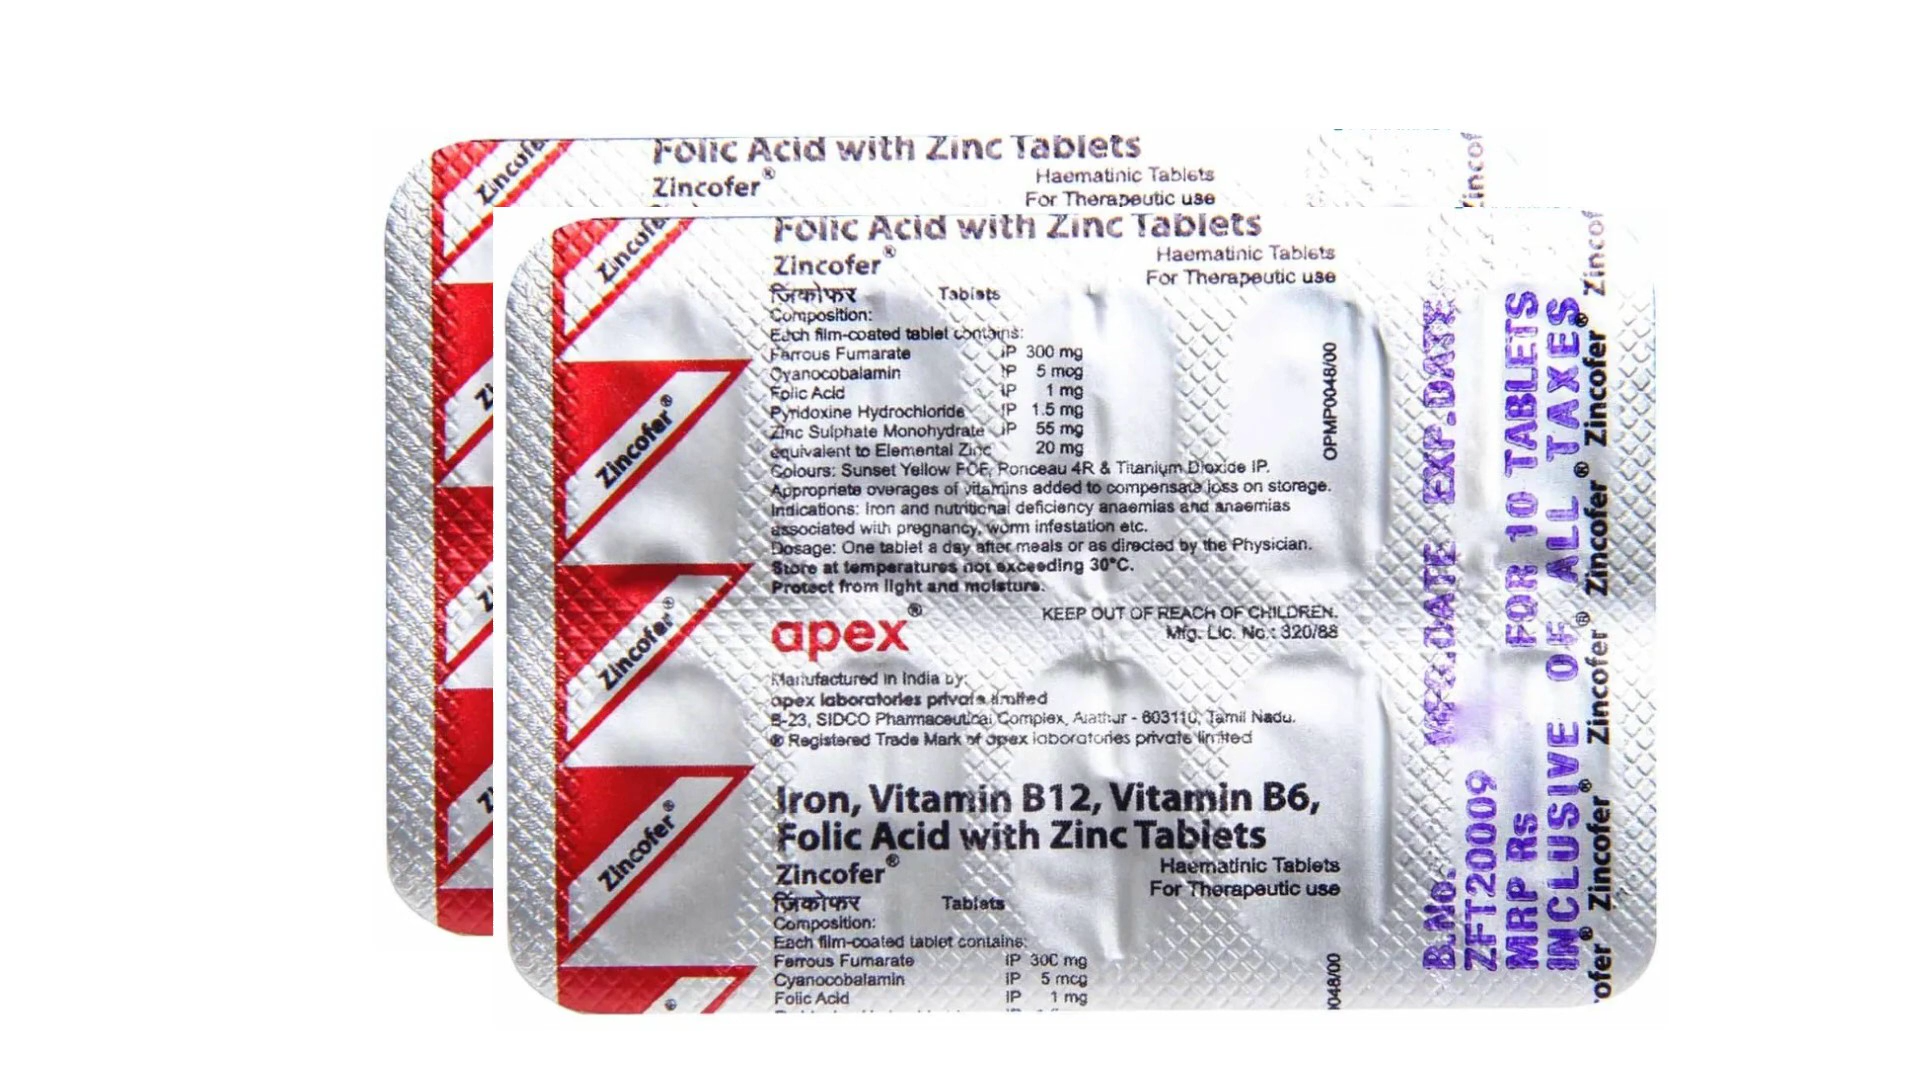 Folic Acid with Zinc Tablets
Zincofer®
Haematinic Tablets
For Therapeutic use
Zincofer
Zincof
Folic Acid with Zinc Tablets
Zincofer®
Haematinic Tablets
For Therapeutic use
जिंकोफर Tablets
Composition:
Each film-coated tablet contains:
Ferrous Fumarate IP 300 mg
Cyanocobalamin IP 5 mcg
Folic Acid IP 1 mg
Pyridoxine Hydrochloride IP 1.5 mg
Zinc Sulphate Monohydrate IP 55 mg
equivalent to Elemental Zinc 20 mg
Colours: Sunset Yellow FCF, Ponceau 4R & Titanium Dioxide IP.
Appropriate overages of vitamins added to compensate loss on storage.
Indications: Iron and nutritional deficiency anaemias and anaemias
associated with pregnancy, worm infestation etc.
Dosage: One tablet a day after meals or as directed by the Physician.
Store at temperatures not exceeding 30°C.
Protect from light and moisture.
apex®
KEEP OUT OF REACH OF CHILDREN.
Mfg. Lic. No.: 320/88
Manufactured in India by:
apex laboratories private limited
B-23, SIDCO Pharmaceutical Complex, Alathur - 603110, Tamil Nadu.
® Registered Trade Mark of apex laboratories private limited
Iron, Vitamin B12, Vitamin B6,
Folic Acid with Zinc Tablets
Zincofer®
Haematinic Tablets
For Therapeutic use
जिंकोफर Tablets
Composition:
Each film-coated tablet contains:
Ferrous Fumarate IP 300 mg
Cyanocobalamin IP 5 mcg
Folic Acid IP 1 mg
OPMP0048/00
0048/00
Zincofer
Zincofer®
Zincofer®
Zincofer®
B.No. MFG.DATE EXP.DATE
ZFT20009
MRP Rs FOR 10 TABLETS
INCLUSIVE OF ALL TAXES
ofer® Zincofer® Zincofer® Zincofer® Zincofer® Zincof